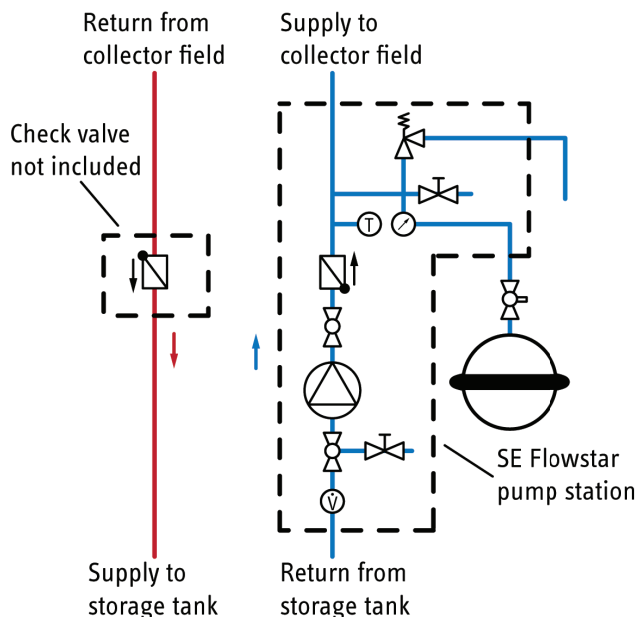 Return from
collector field
Supply to
collector field
Check valve
not included
T
SE Flowstar
pump station
V̇
Supply to
storage tank
Return from
storage tank